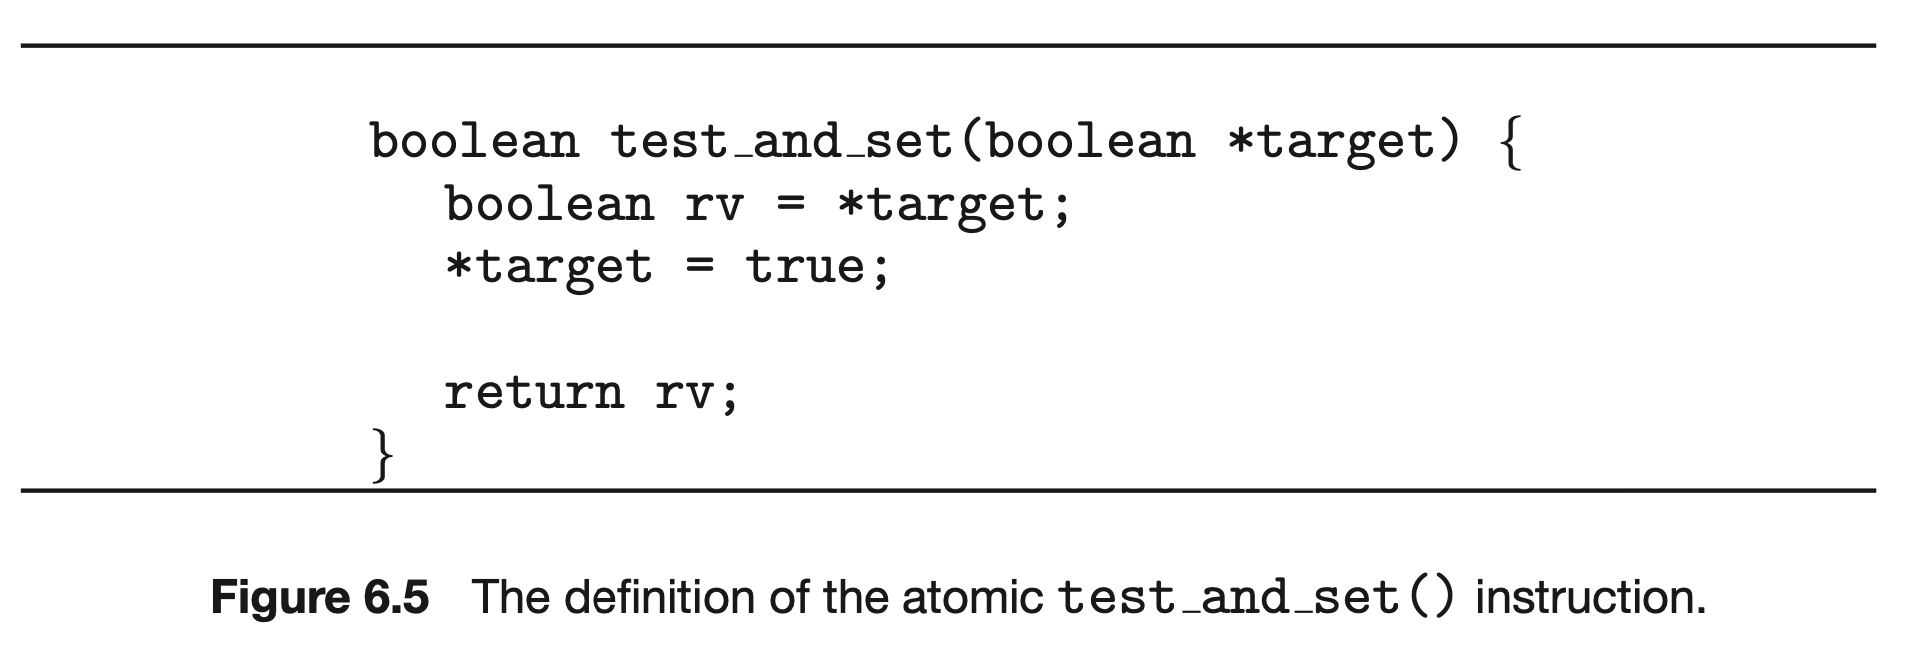 boolean test_and_set(boolean *target) {
boolean rv = *target;
*target = true;
return rv;
}
Figure 6.5 The definition of the atomic test_and_set() instruction.